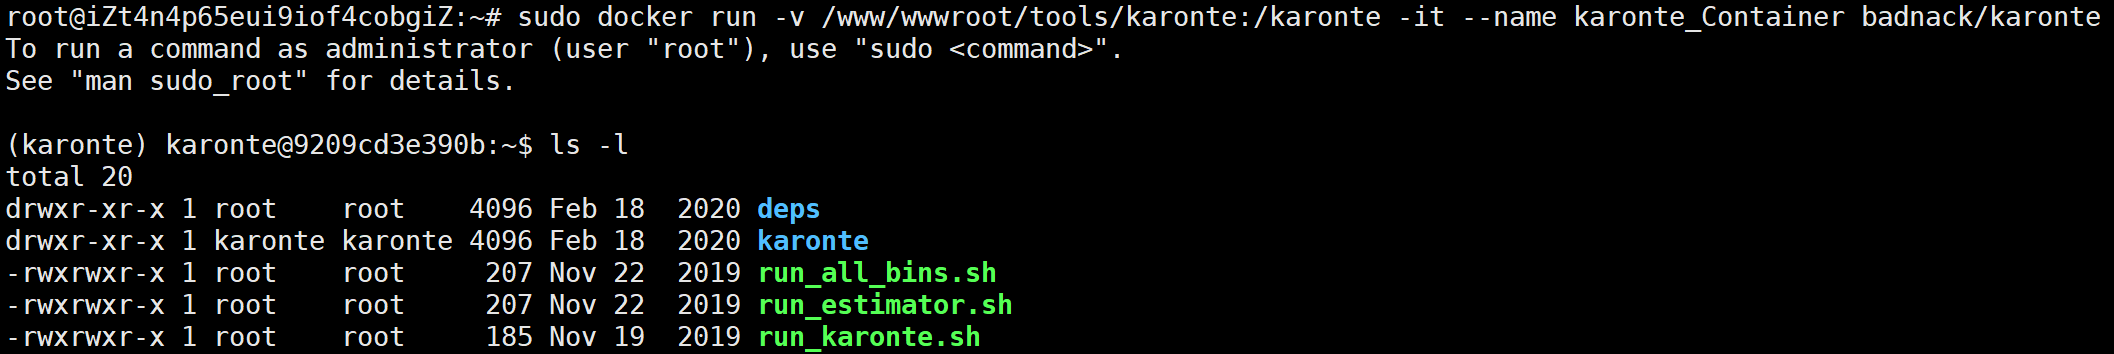 root@iZt4n4p65eui9iof4cobgiZ:~# sudo docker run -v /www/wwwroot/tools/karonte:/karonte -it --name karonte_Container badnack/karonte
To run a command as administrator (user "root"), use "sudo <command>".
See "man sudo_root" for details.
(karonte) karonte@9209cd3e390b:~$ ls -l
total 20
drwxr-xr-x 1 root    root    4096 Feb 18  2020 deps
drwxr-xr-x 1 karonte karonte 4096 Feb 18  2020 karonte
-rwxrwxr-x 1 root    root     207 Nov 22  2019 run_all_bins.sh
-rwxrwxr-x 1 root    root     207 Nov 22  2019 run_estimator.sh
-rwxrwxr-x 1 root    root     185 Nov 19  2019 run_karonte.sh